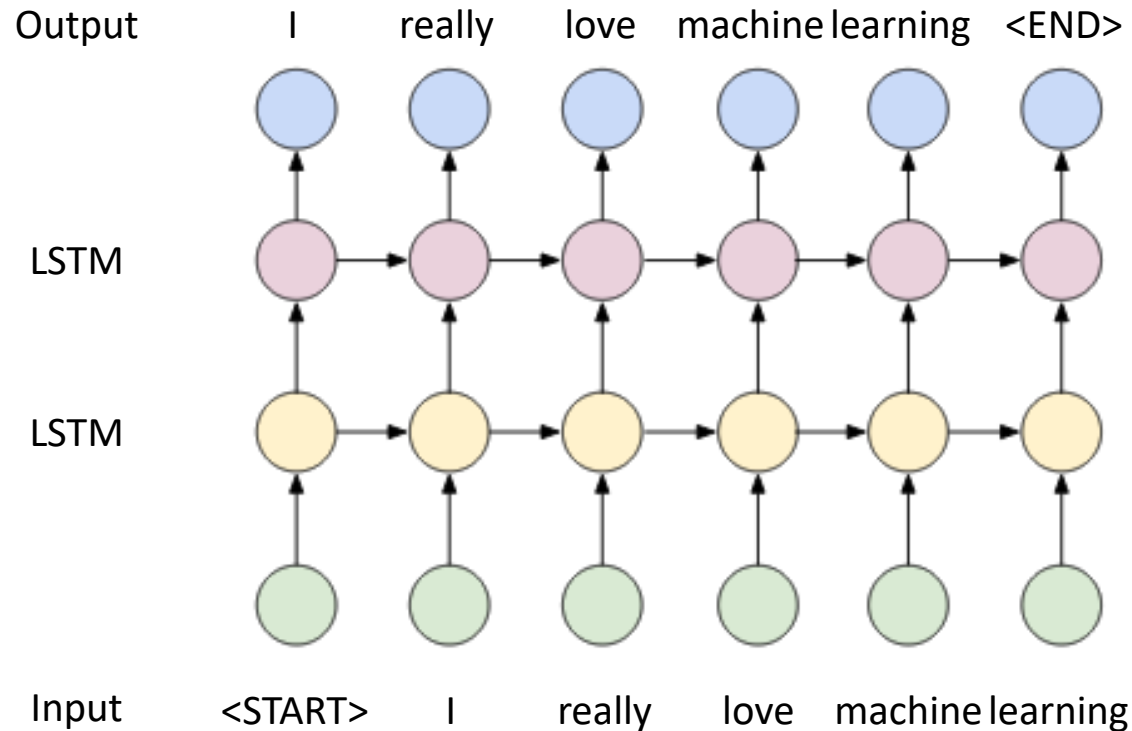 Output I really love machine learning <END>
LSTM
LSTM
Input <START> I really love machine learning